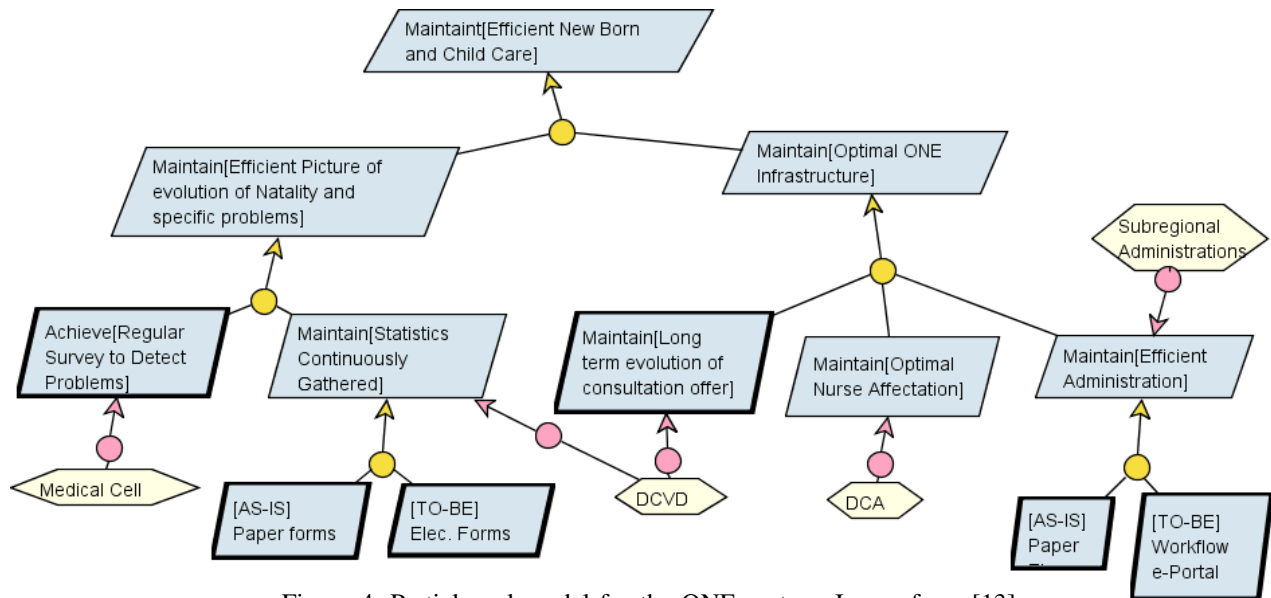 Maintaint[Efficient New Born
and Child Care]
Maintain[Efficient Picture of
evolution of Natality and
specific problems]
Maintain[Optimal ONE
Infrastructure]
Subregional
Administrations
Achieve[Regular
Survey to Detect
Problems]
Maintain[Statistics
Continuously
Gathered]
Maintain[Long
term evolution of
consultation offer]
Maintain[Optimal
Nurse Affectation]
Maintain[Efficient
Administration]
Medical Cell
[AS-IS]
Paper forms
[TO-BE]
Elec. Forms
DCVD
DCA
[AS-IS]
Paper
[TO-BE]
Workflow
e-Portal